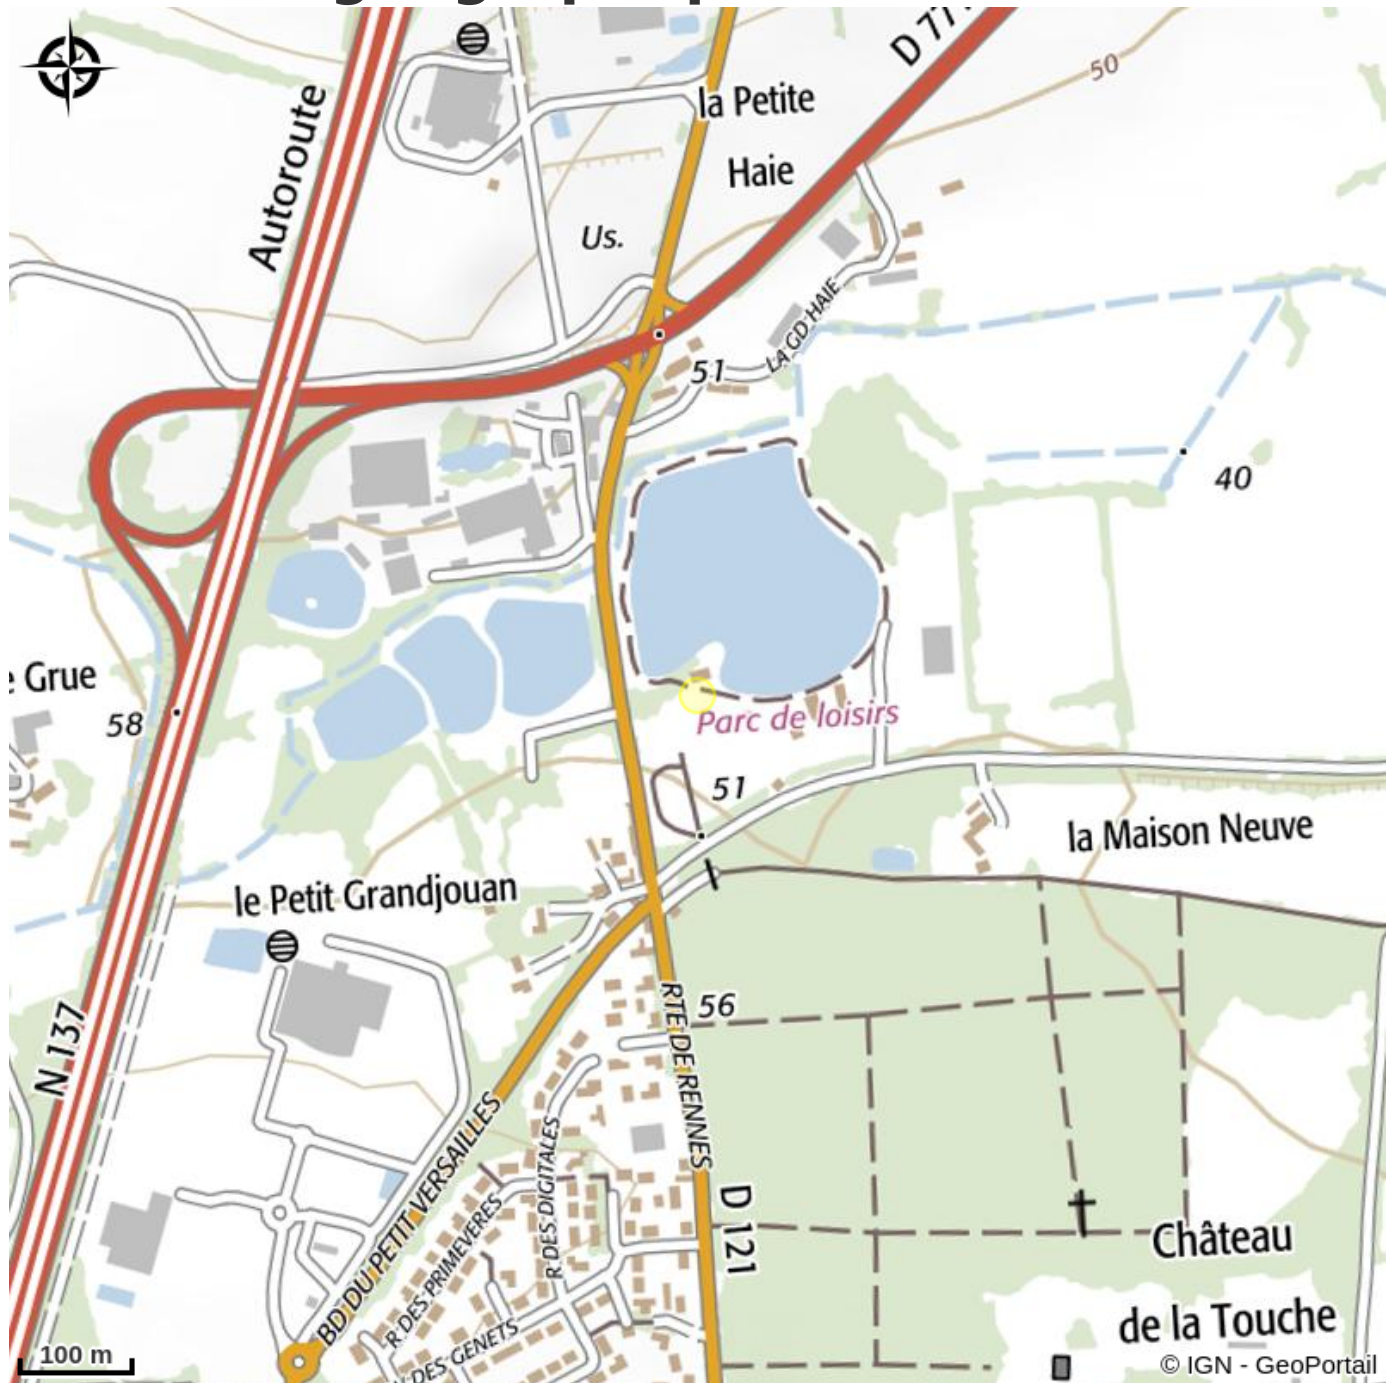 D 77
50
la Petite
Haie
Autoroute
Us.
LA GD HAIE
51
40
Grue
58
Parc de loisirs
51
la Maison Neuve
le Petit Grandjouan
N 137
56
RTE DE RENNES
BD DU PETIT VERSAILLES
R DES DIGITALES
R DES PRIMEVERES
D 121
Château
de la Touche
DES GENETS
100 m
© IGN - GeoPortail